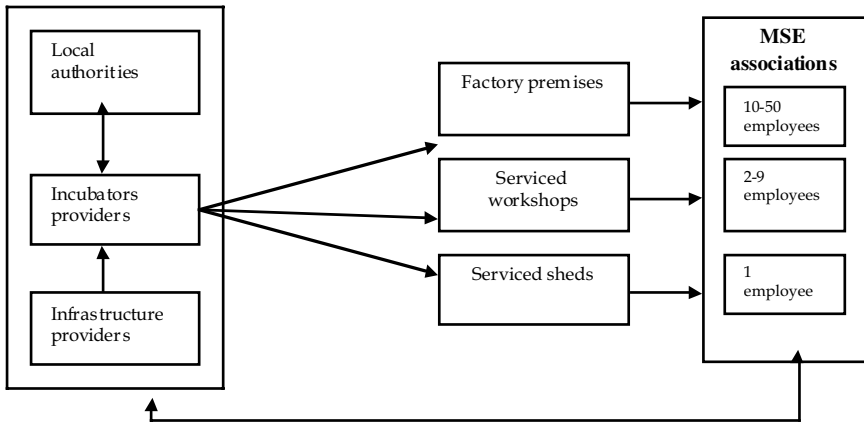 Local
authorities
Incubators
providers
Infrastructure
providers
Factory premises
Serviced
workshops
Serviced sheds
MSE
associations
10-50
employees
2-9
employees
1
employee